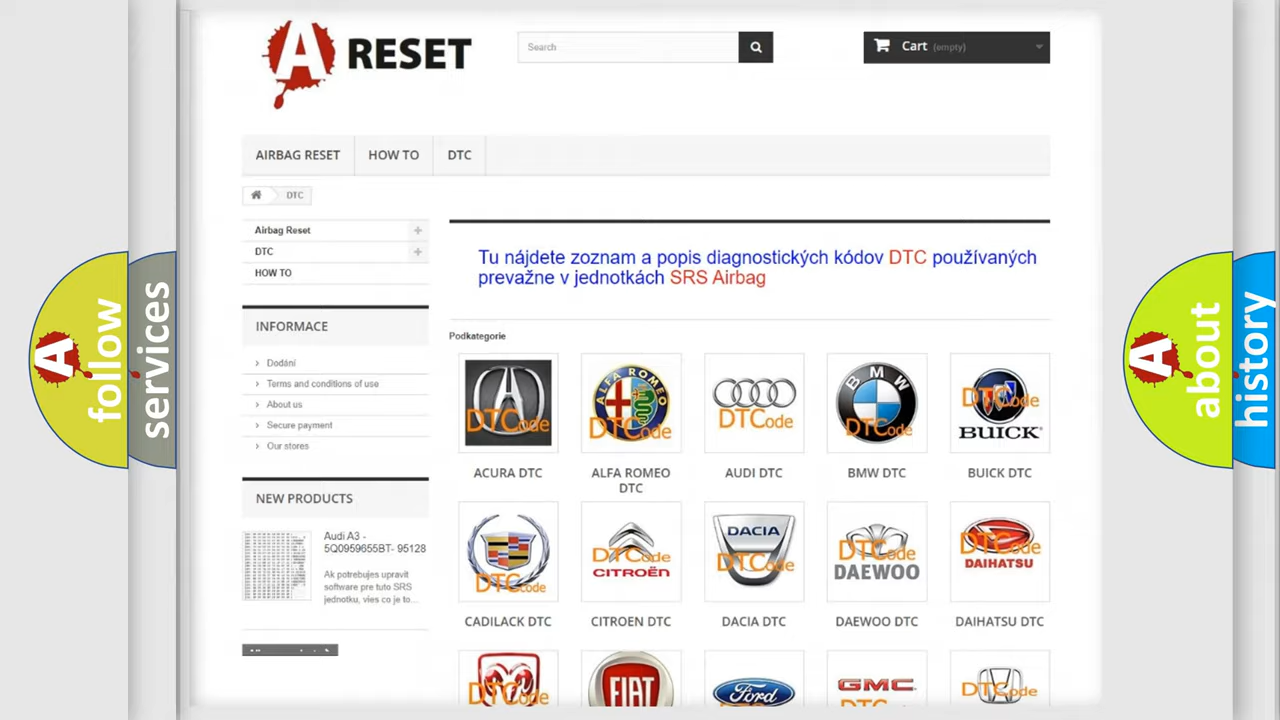 A RESET
Search
Cart (empty)
AIRBAG RESET
HOW TO
DTC
DTC
Airbag Reset
DTC
HOW TO
INFORMACE
Dodání
Terms and conditions of use
About us
Secure payment
Our stores
NEW PRODUCTS
Audi A3 -
5Q0959655BT- 95128
Ak potrebujes upravit
software pre tuto SRS
jednotku, vies co je to...
Tu nájdete zoznam a popis diagnostických kódov DTC používaných
prevažne v jednotkách SRS Airbag
Podkategorie
DTCode
ALFA ROMEO
DTCode
DTCode
BMW
DTCode
DTCode
BUICK
ACURA DTC
ALFA ROMEO
DTC
AUDI DTC
BMW DTC
BUICK DTC
DTCode
DTCode
CITROËN
DACIA
DTCode
DTCode
DAEWOO
DTCode
DAIHATSU
CADILACK DTC
CITROEN DTC
DACIA DTC
DAEWOO DTC
DAIHATSU DTC
DTCode
FIAT
Ford
GMC
DTCode
A follow
services
A about
history